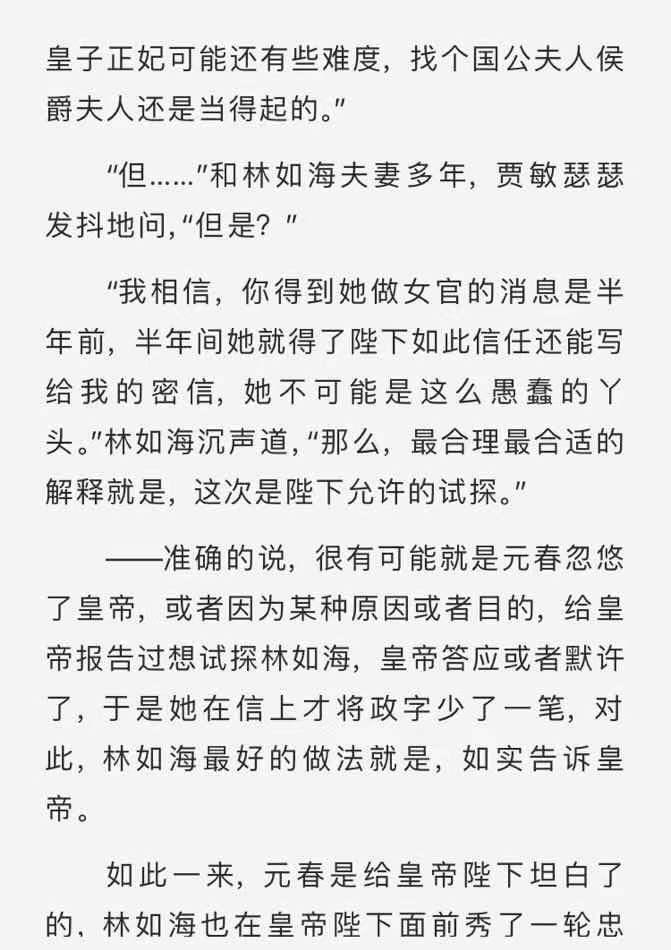 皇子正妃可能还有些难度，找个国公夫人侯
爵夫人还是当得起的。”
“但……”和林如海夫妻多年，贾敏瑟瑟
发抖地问，“但是？”
“我相信，你得到她做女官的消息是半
年前，半年间她就得了陛下如此信任还能写
给我的密信，她不可能是这么愚蠢的丫
头。”林如海沉声道，“那么，最合理最合适的
解释就是，这次是陛下允许的试探。”
——准确的说，很有可能就是元春忽悠
了皇帝，或者因为某种原因或者目的，给皇
帝报告过想试探林如海，皇帝答应或者默许
了，于是她在信上才将政字少了一笔，对
此，林如海最好的做法就是，如实告诉皇
帝。
如此一来，元春是给皇帝陛下坦白了
的，林如海也在皇帝陛下面前秀了一轮忠